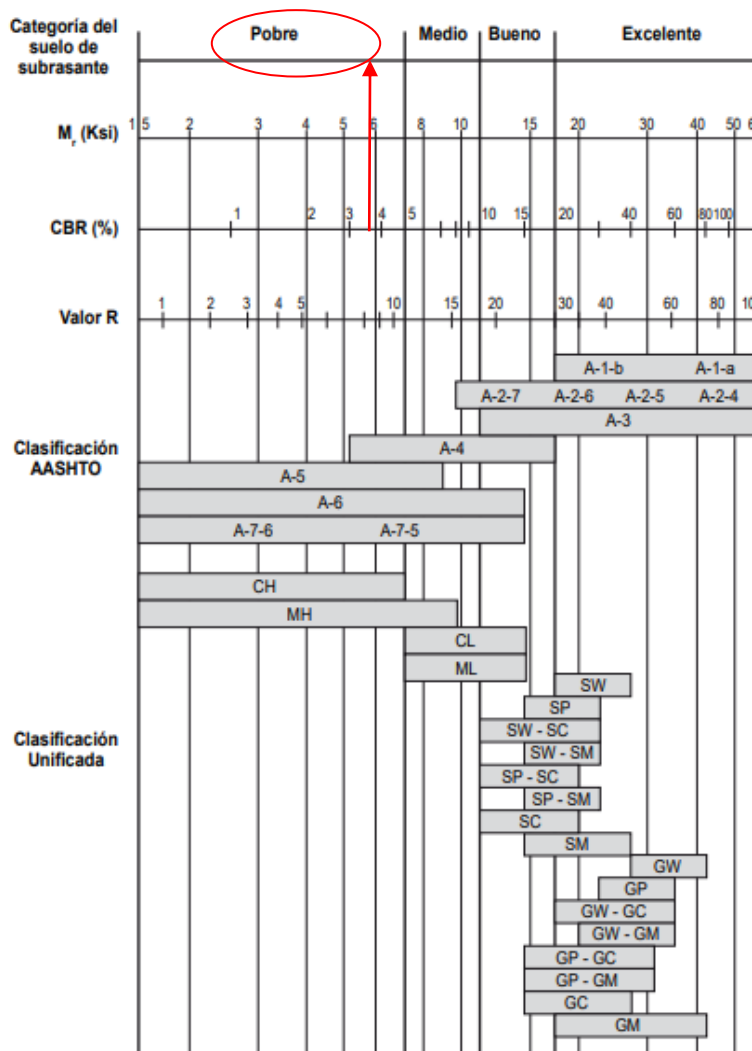 Categoría del suelo de subrasante
Pobre Medio Bueno Excelente
M_r (Ksi) 1 5 2 3 4 5 6 8 10 15 20 30 40 50 6
CBR (%) 1 2 3 4 5 10 15 20 40 60 80 100
Valor R 1 2 3 4 5 10 15 20 30 40 60 80 10
A-1-b A-1-a
A-2-7 A-2-6 A-2-5 A-2-4
A-3
Clasificación AASHTO
A-4
A-5
A-6
A-7-6 A-7-5
CH
MH
CL
ML
SW
SP
Clasificación Unificada
SW - SC
SW - SM
SP - SC
SP - SM
SC
SM
GW
GP
GW - GC
GW - GM
GP - GC
GP - GM
GC
GM